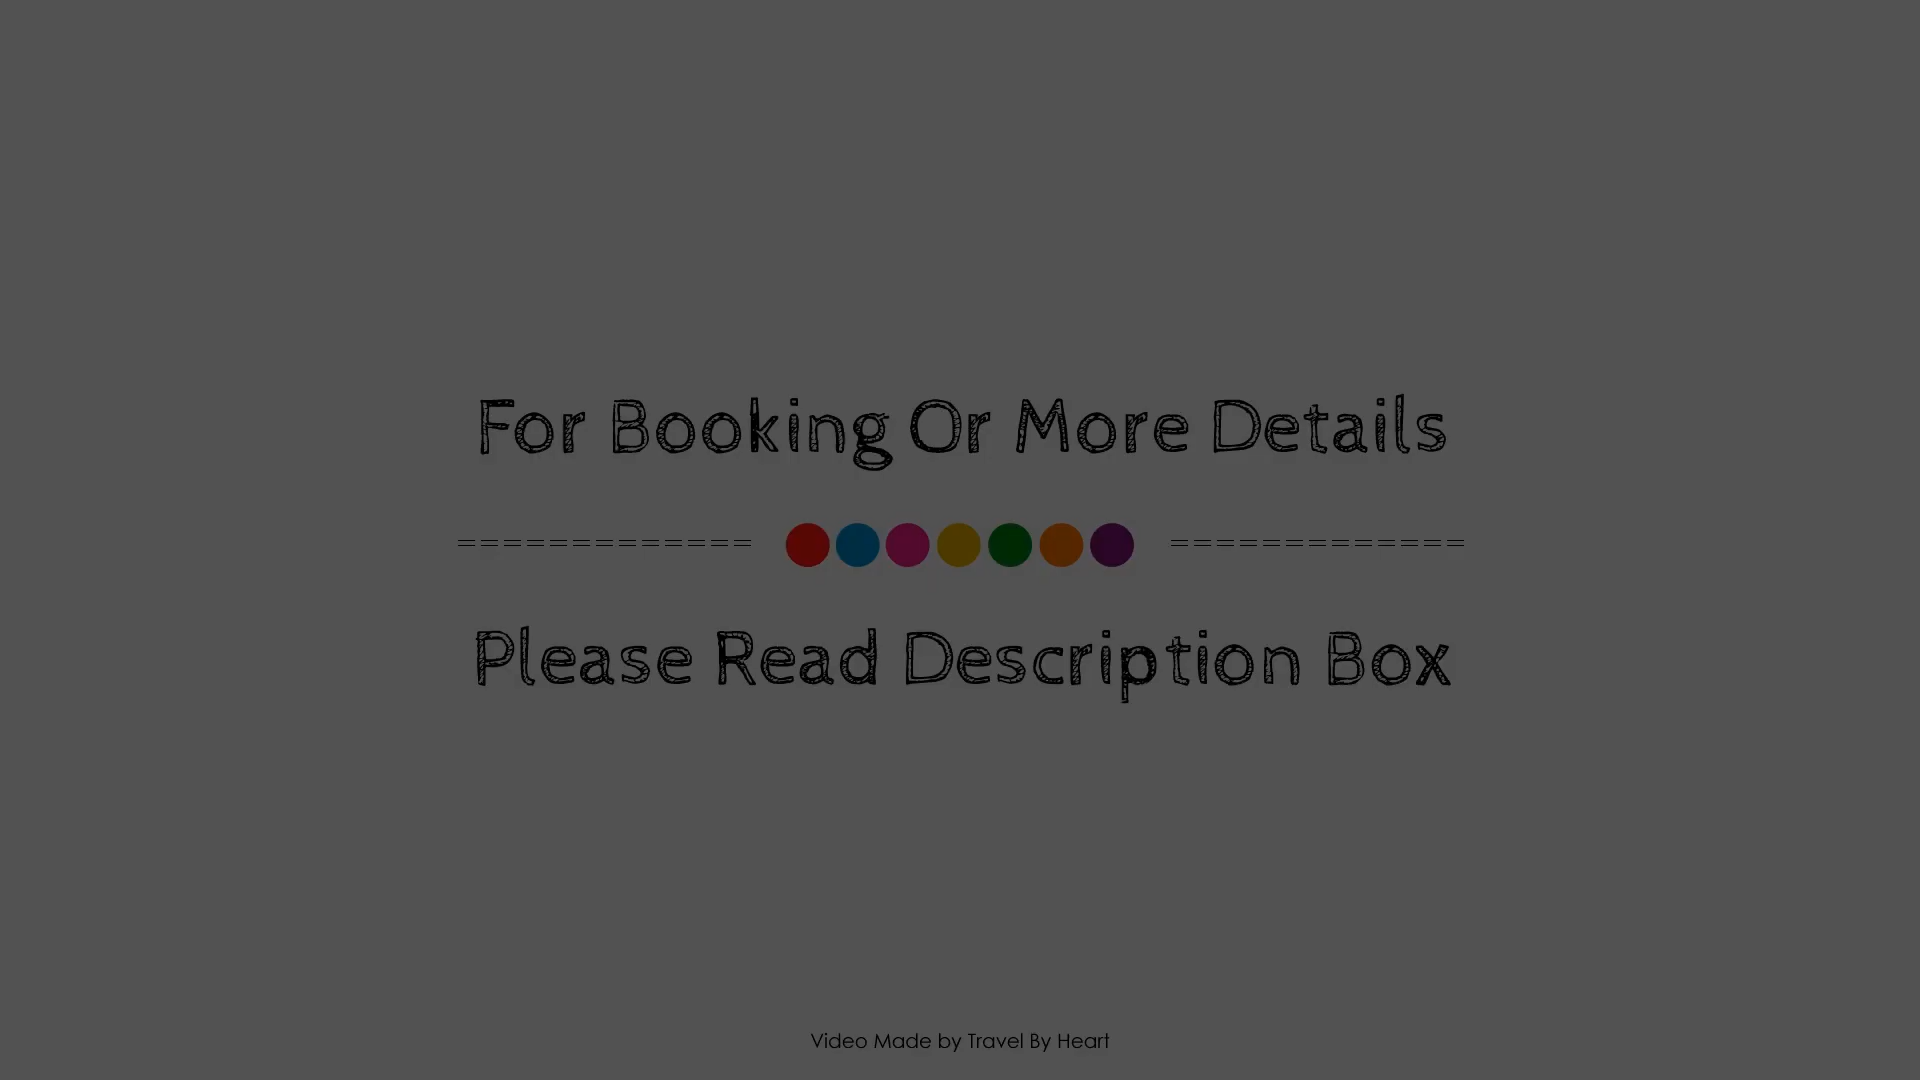 For Booking Or More Details
============= =============
Please Read Description Box
Video Made by Travel By Heart